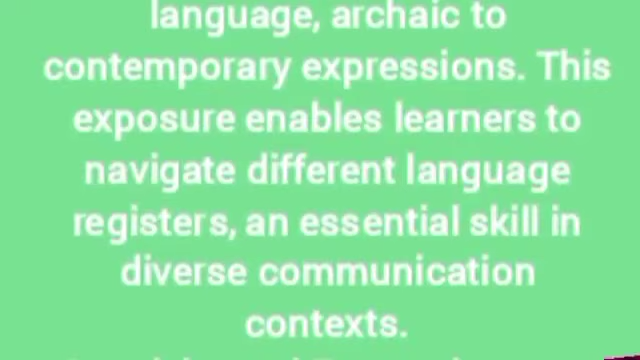 language, archaic to
contemporary expressions. This
exposure enables learners to
navigate different language
registers, an essential skill in
diverse communication
contexts.